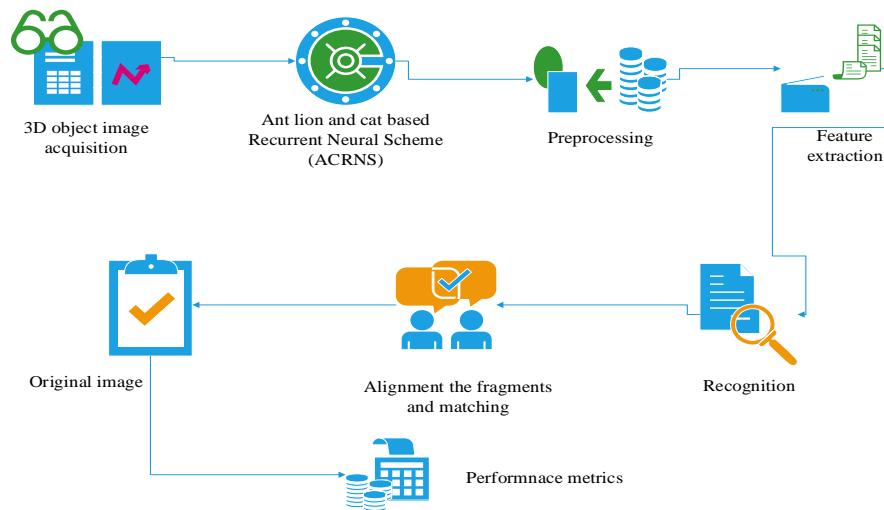 3D object image
acquisition
Ant lion and cat based
Recurrent Neural Scheme
(ACRNS)
Preprocessing
Feature
extraction
Original image
Alignment the fragments
and matching
Recognition
Performnace metrics